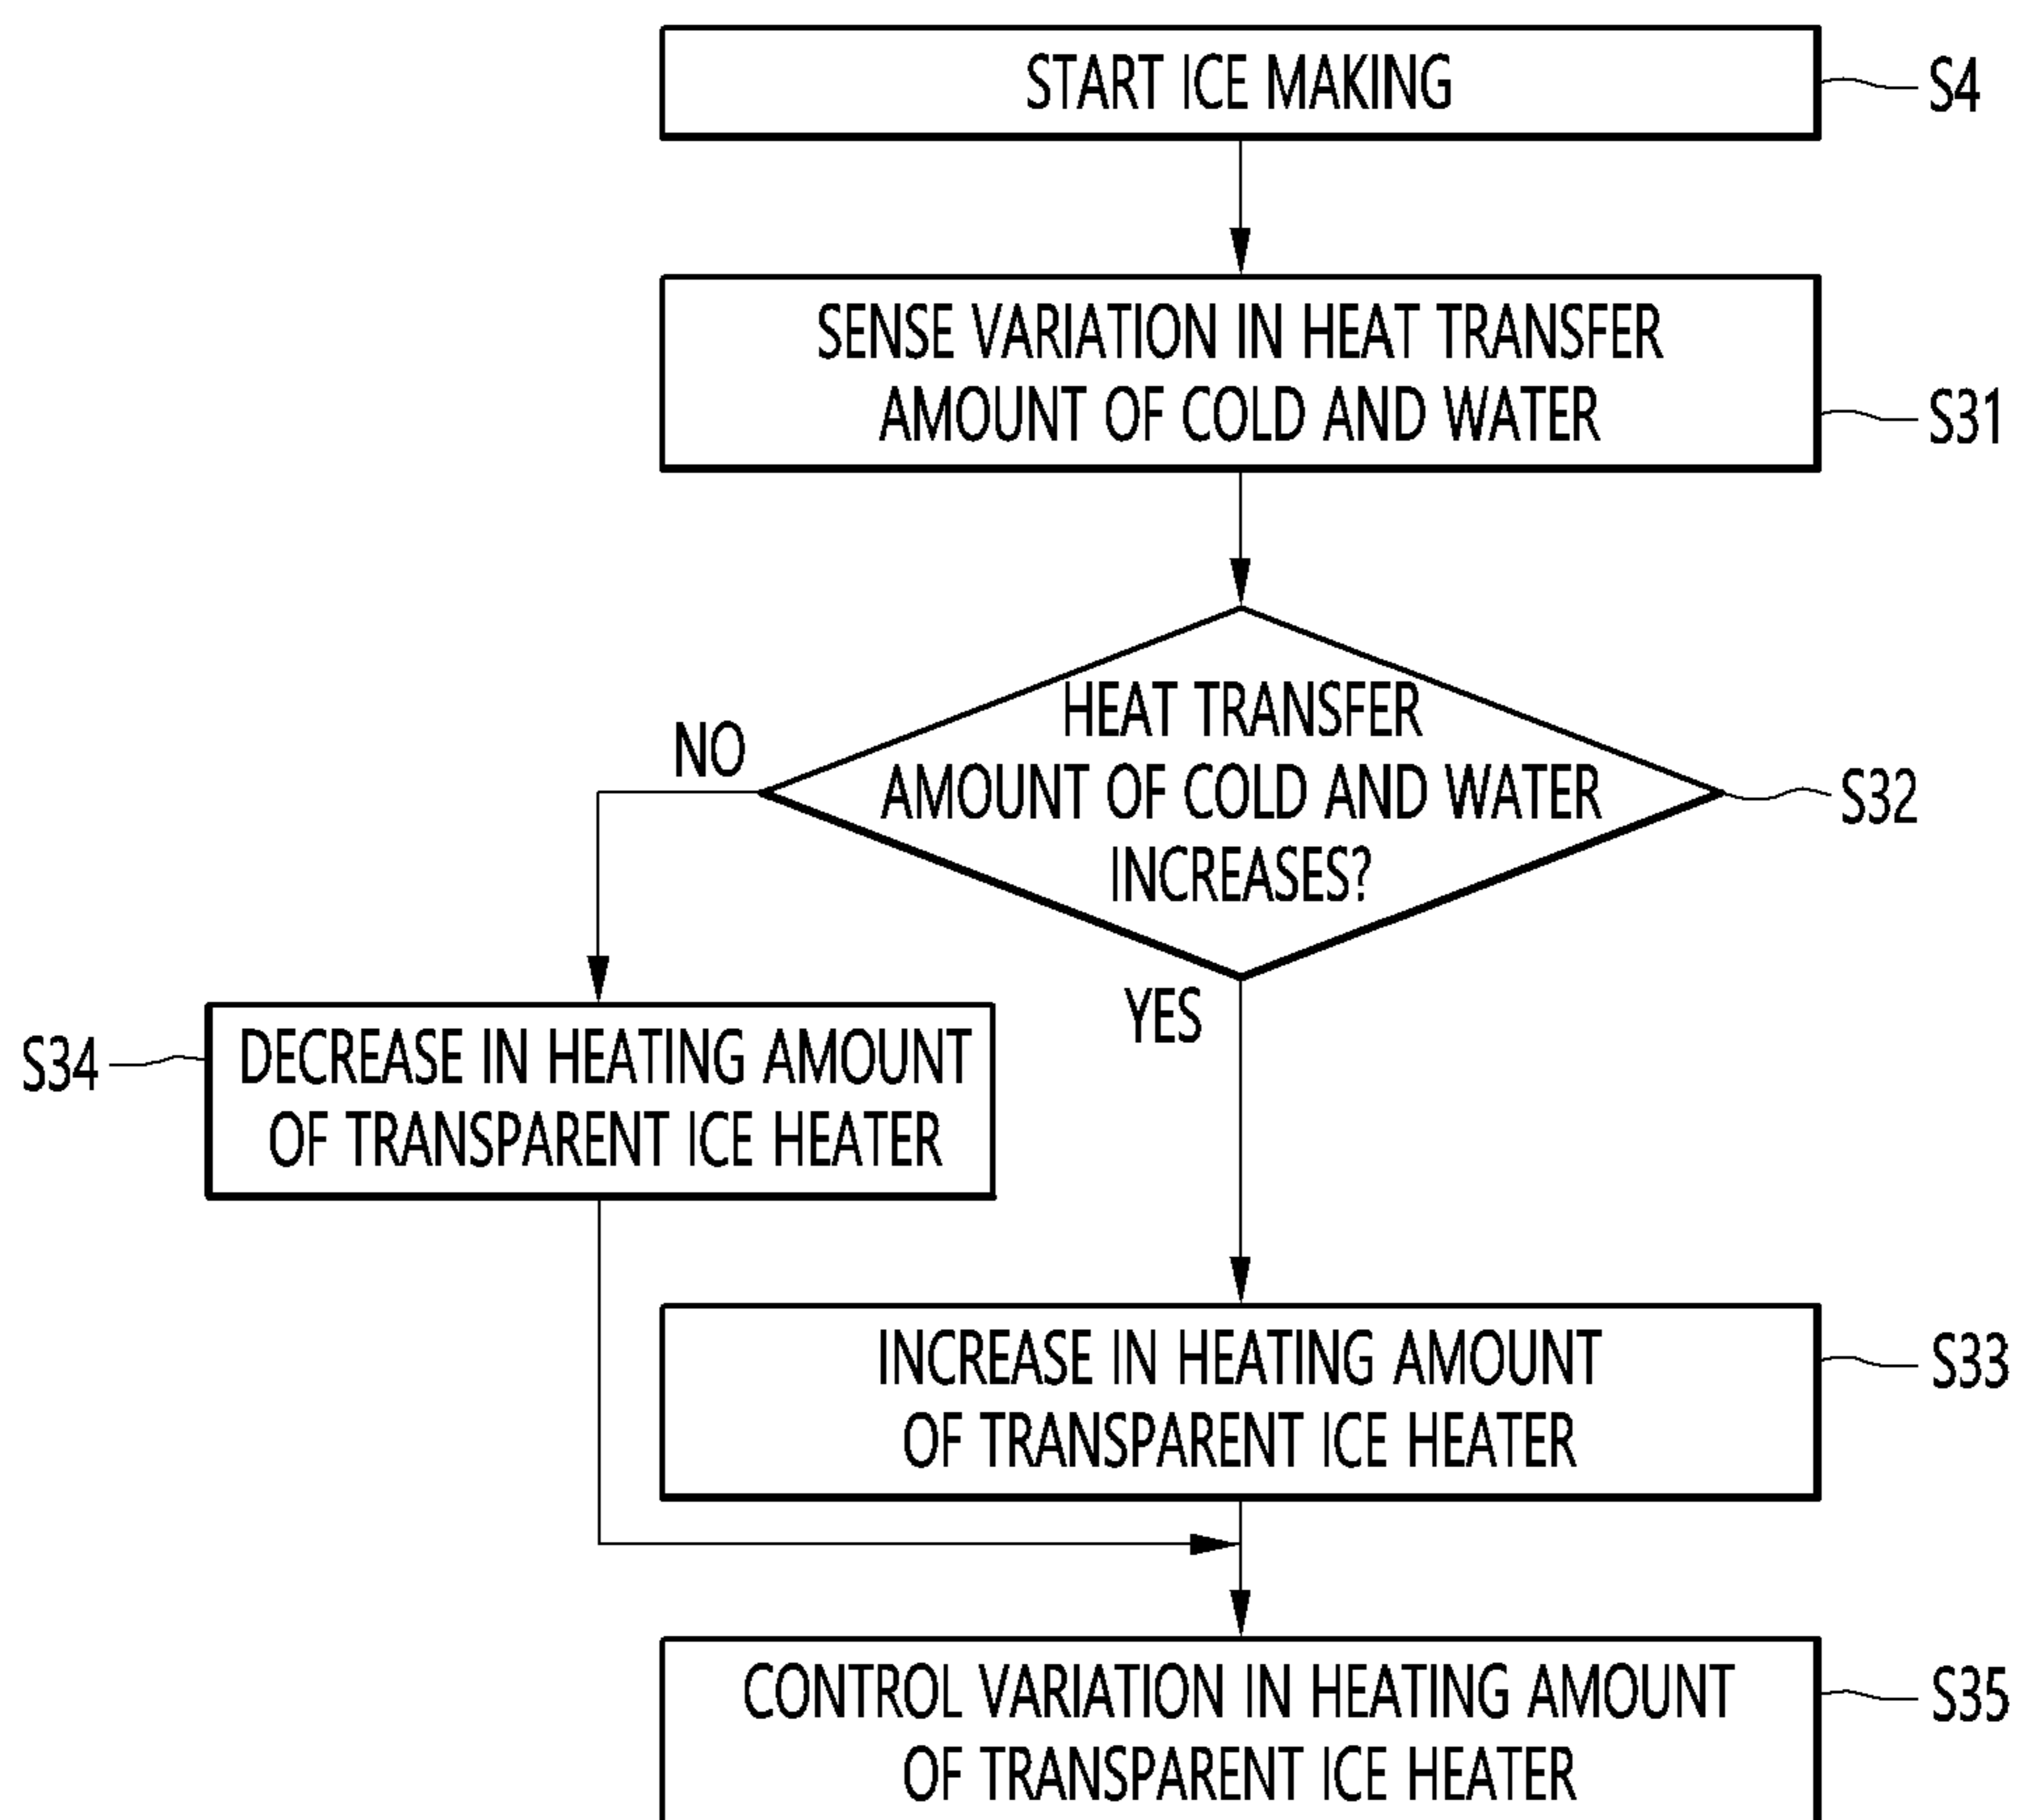 START ICE MAKING
S4
SENSE VARIATION IN HEAT TRANSFER
AMOUNT OF COLD AND WATER
S31
HEAT TRANSFER
AMOUNT OF COLD AND WATER
INCREASES?
S32
NO
YES
S34
DECREASE IN HEATING AMOUNT
OF TRANSPARENT ICE HEATER
INCREASE IN HEATING AMOUNT
OF TRANSPARENT ICE HEATER
S33
CONTROL VARIATION IN HEATING AMOUNT
OF TRANSPARENT ICE HEATER
S35